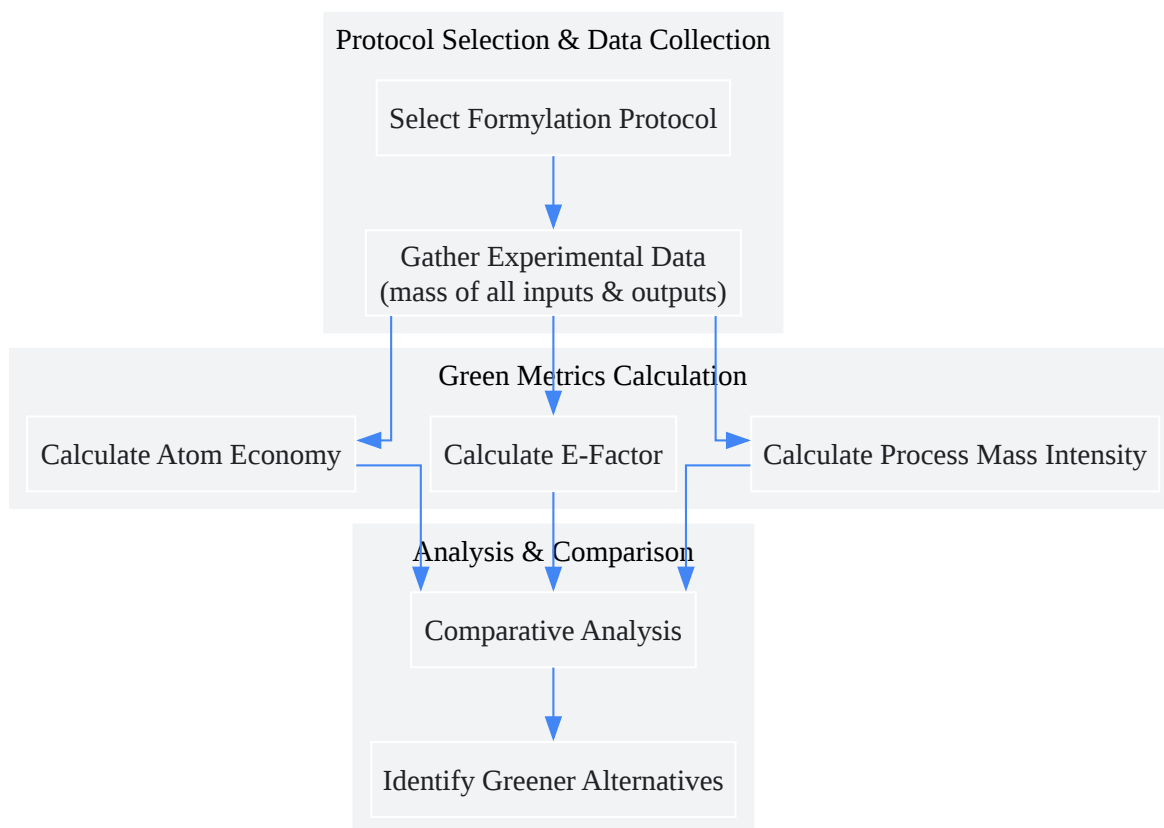 Protocol Selection & Data Collection
Select Formylation Protocol
Gather Experimental Data
(mass of all inputs & outputs)
Green Metrics Calculation
Calculate Atom Economy
Calculate E-Factor
Calculate Process Mass Intensity
Analysis & Comparison
Comparative Analysis
Identify Greener Alternatives